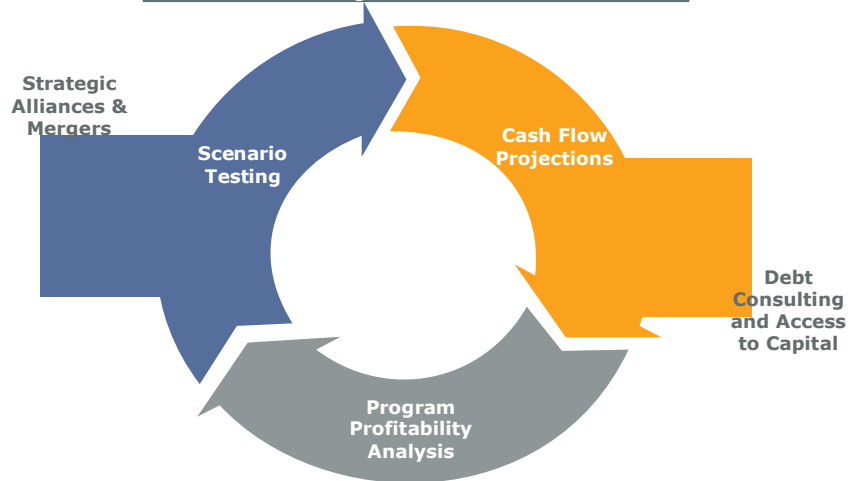 Strategic
Alliances &
Mergers
Scenario
Testing
Cash Flow
Projections
Debt
Consulting
and Access
to Capital
Program
Profitability
Analysis